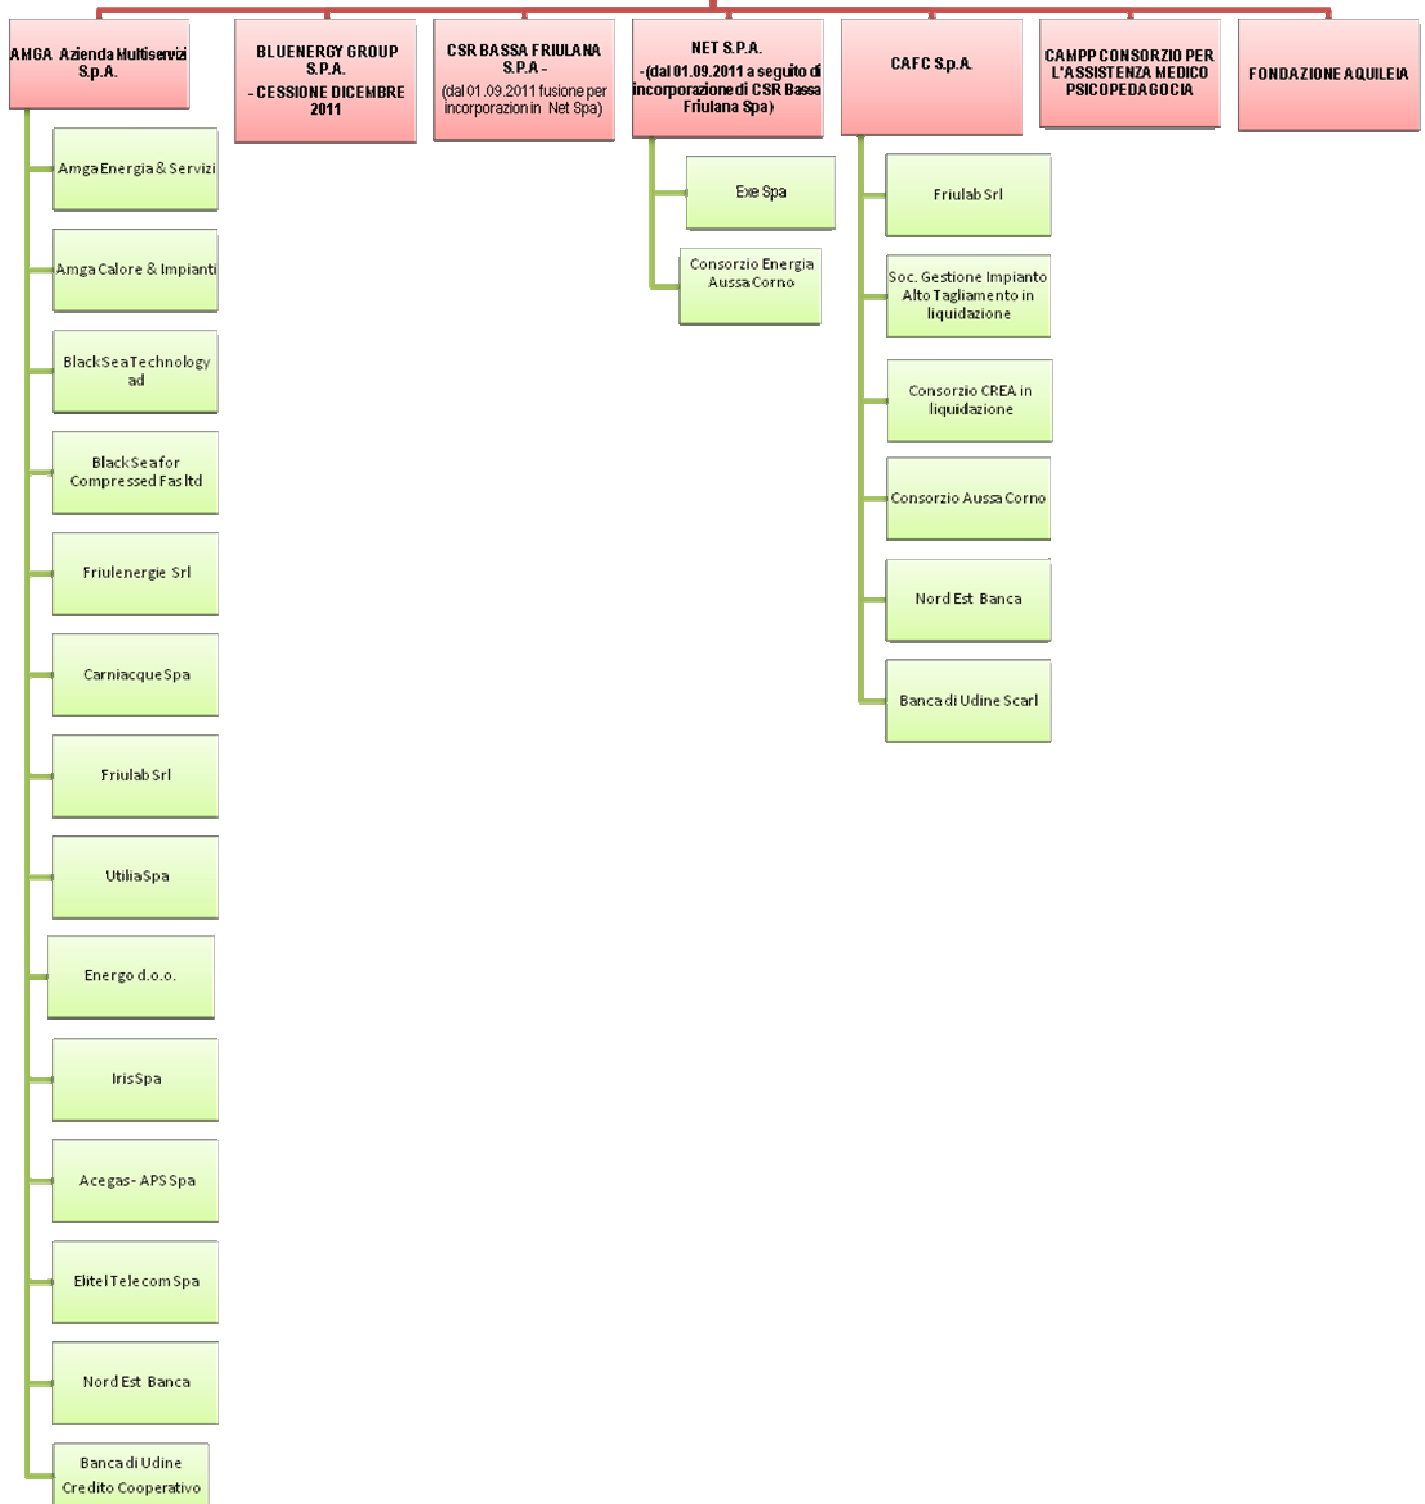 AMGA Azienda Multiservizi
S.p.A.
BLUENERGY GROUP
S.P.A.
- CESSIONE DICEMBRE
2011
CSR BASSA FRIULANA
S.P.A -
(dal 01.09.2011 fusione per
incorporazion in Net Spa)
NET S.P.A.
-(dal 01.09.2011 a seguito di
incorporazione di CSR Bassa
Friulana Spa)
CAFC S.p.A.
CAMPP CONSORZIO PER
L'ASSISTENZA MEDICO
PSICOPEDAGOCIA
FONDAZIONE AQUILEIA
Amga Energia & Servizi
Amga Calore & Impianti
Black Sea Technology
ad
Black Sea for
Compressed Fas ltd
Friulenergie Srl
Carniacque Spa
Friulab Srl
Utilia Spa
Energo d.o.o.
Iris Spa
Acegas- APS Spa
Elitel Telecom Spa
Nord Est Banca
Banca di Udine
Credito Cooperativo
Exe Spa
Consorzio Energia
Aussa Corno
Friulab Srl
Soc. Gestione Impianto
Alto Tagliamento in
liquidazione
Consorzio CREA in
liquidazione
Consorzio Aussa Corno
Nord Est Banca
Banca di Udine Scarl